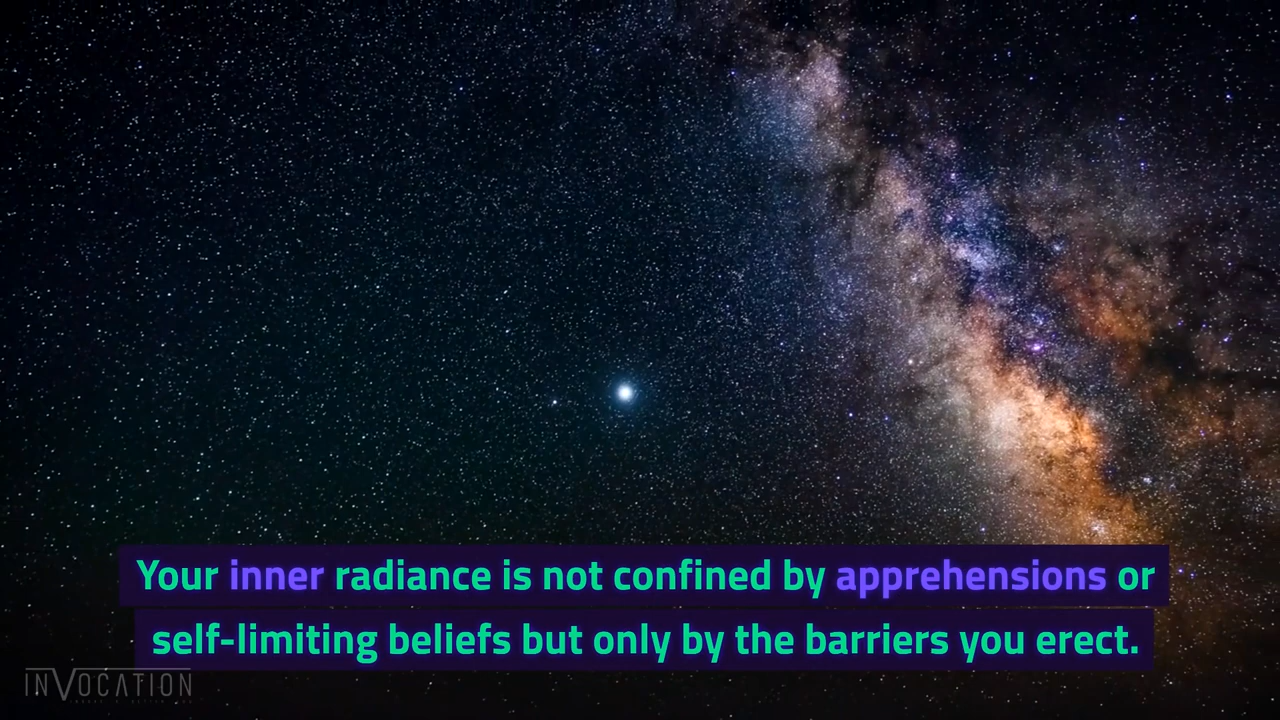 Your inner radiance is not confined by apprehensions or
self-limiting beliefs but only by the barriers you erect.
INVOCATION